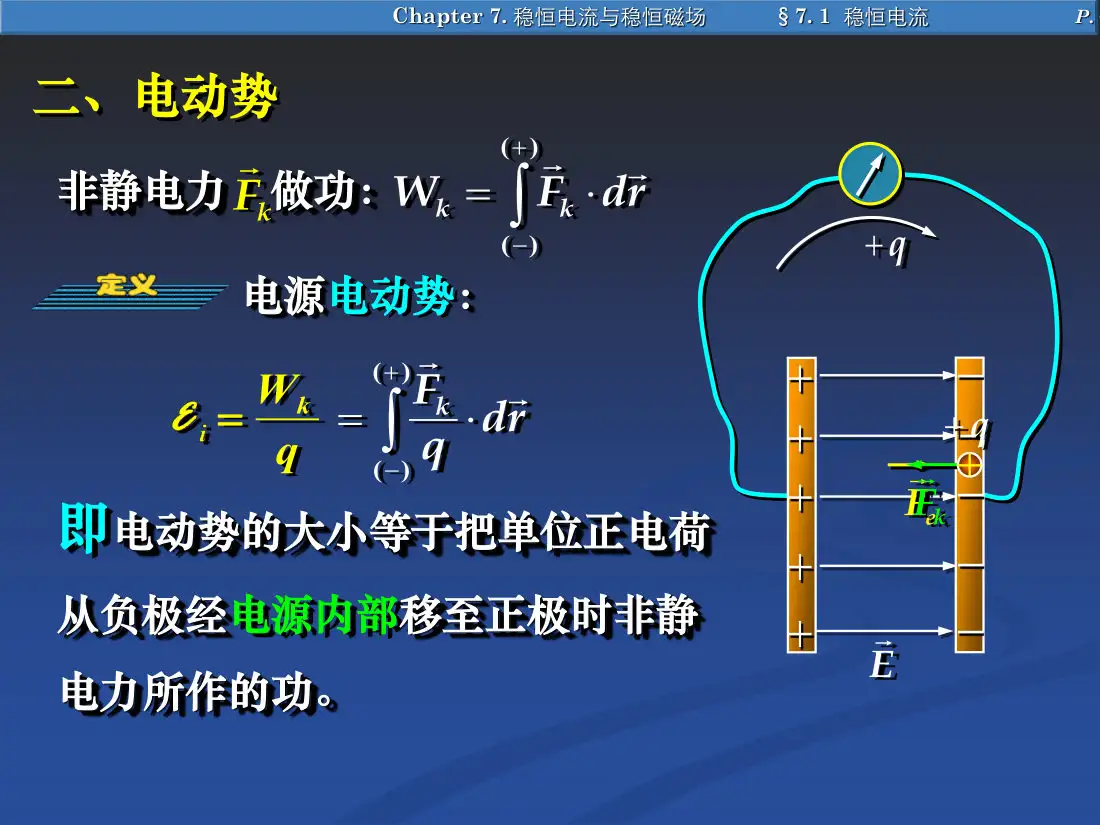 Chapter 7. 稳恒电流与稳恒磁场 §7.1 稳恒电流 P.
二、电动势
非静电力 F⃗k 做功: Wk = ∫(−)(+) F⃗k · dr⃗
定义 电源电动势:
ℰi = Wk/q = ∫(−)(+) F⃗k/q · dr⃗
即电动势的大小等于把单位正电荷
从负极经电源内部移至正极时非静
电力所作的功。
+q
+ −
+ − +q
+ −
+ −
+ −
E⃗